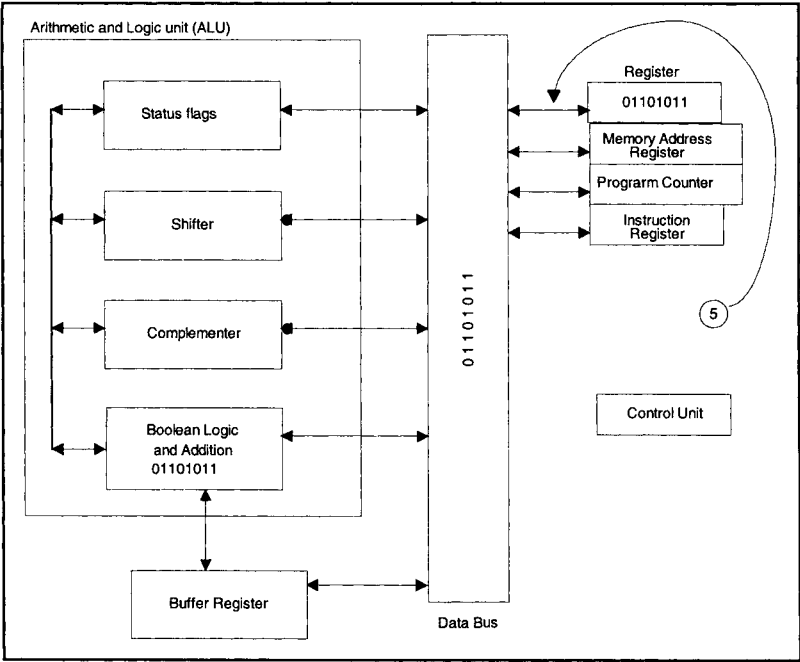 Arithmetic and Logic unit (ALU)
Status flags
Shifter
Complementer
Boolean Logic
and Addition
01101011
Buffer Register
01101011
Data Bus
Register
01101011
Memory Address
Register
Programm Counter
Instruction
Register
5
Control Unit